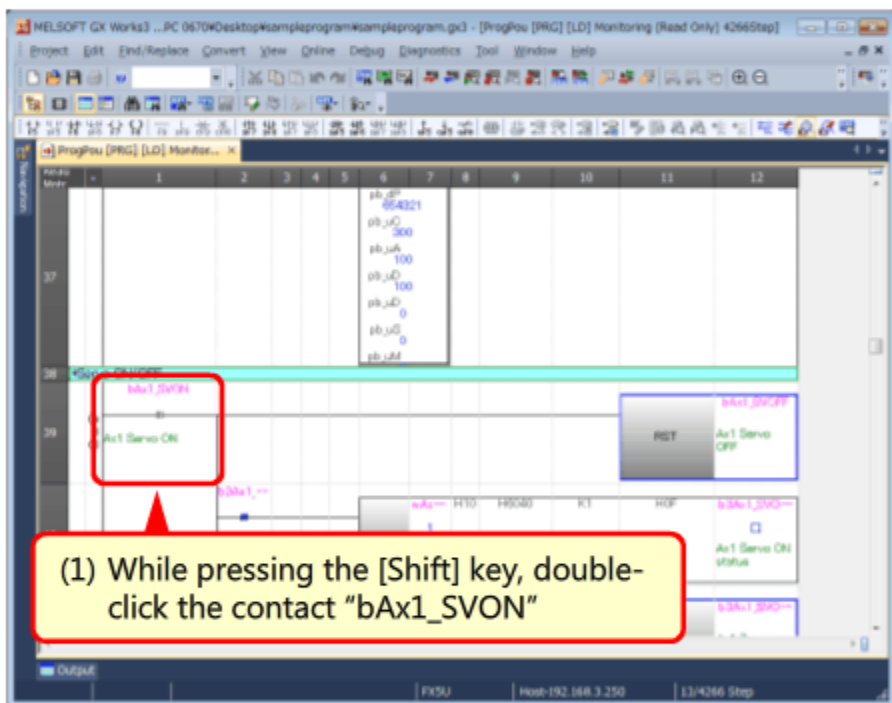 MELSOFT GX Works3 ...PC 0670¥Desktop¥sampleprogram¥sampleprogram.gx3 - [ProgPou [PRG] [LD] Monitoring (Read Only) 4266Step]
Project Edit Find/Replace Convert View Online Debug Diagnostics Tool Window Help
ProgPou [PRG] [LD] Monitor...
Navigation
1 2 3 4 5 6 7 8 9 10 11 12
654321
pb_uC
300
pb_uA
100
37
pb_uD
100
pb_uD
0
pb_uS
0
pb_uM
38
bAx1_SVON
39 Ax1 Servo ON
RST
Ax1 Servo
OFF
H10 H6040 K1 H0F
Ax1 Servo ON
status
(1) While pressing the [Shift] key, double-
click the contact "bAx1_SVON"
Output
FX5U Host-192.168.3.250 13/4266 Step